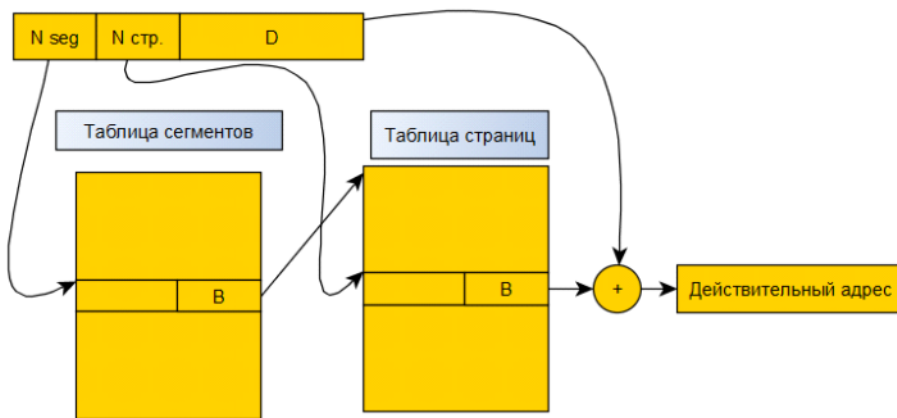 N seg
N стр.
D
Таблица сегментов
Таблица страниц
B
B
+
Действительный адрес